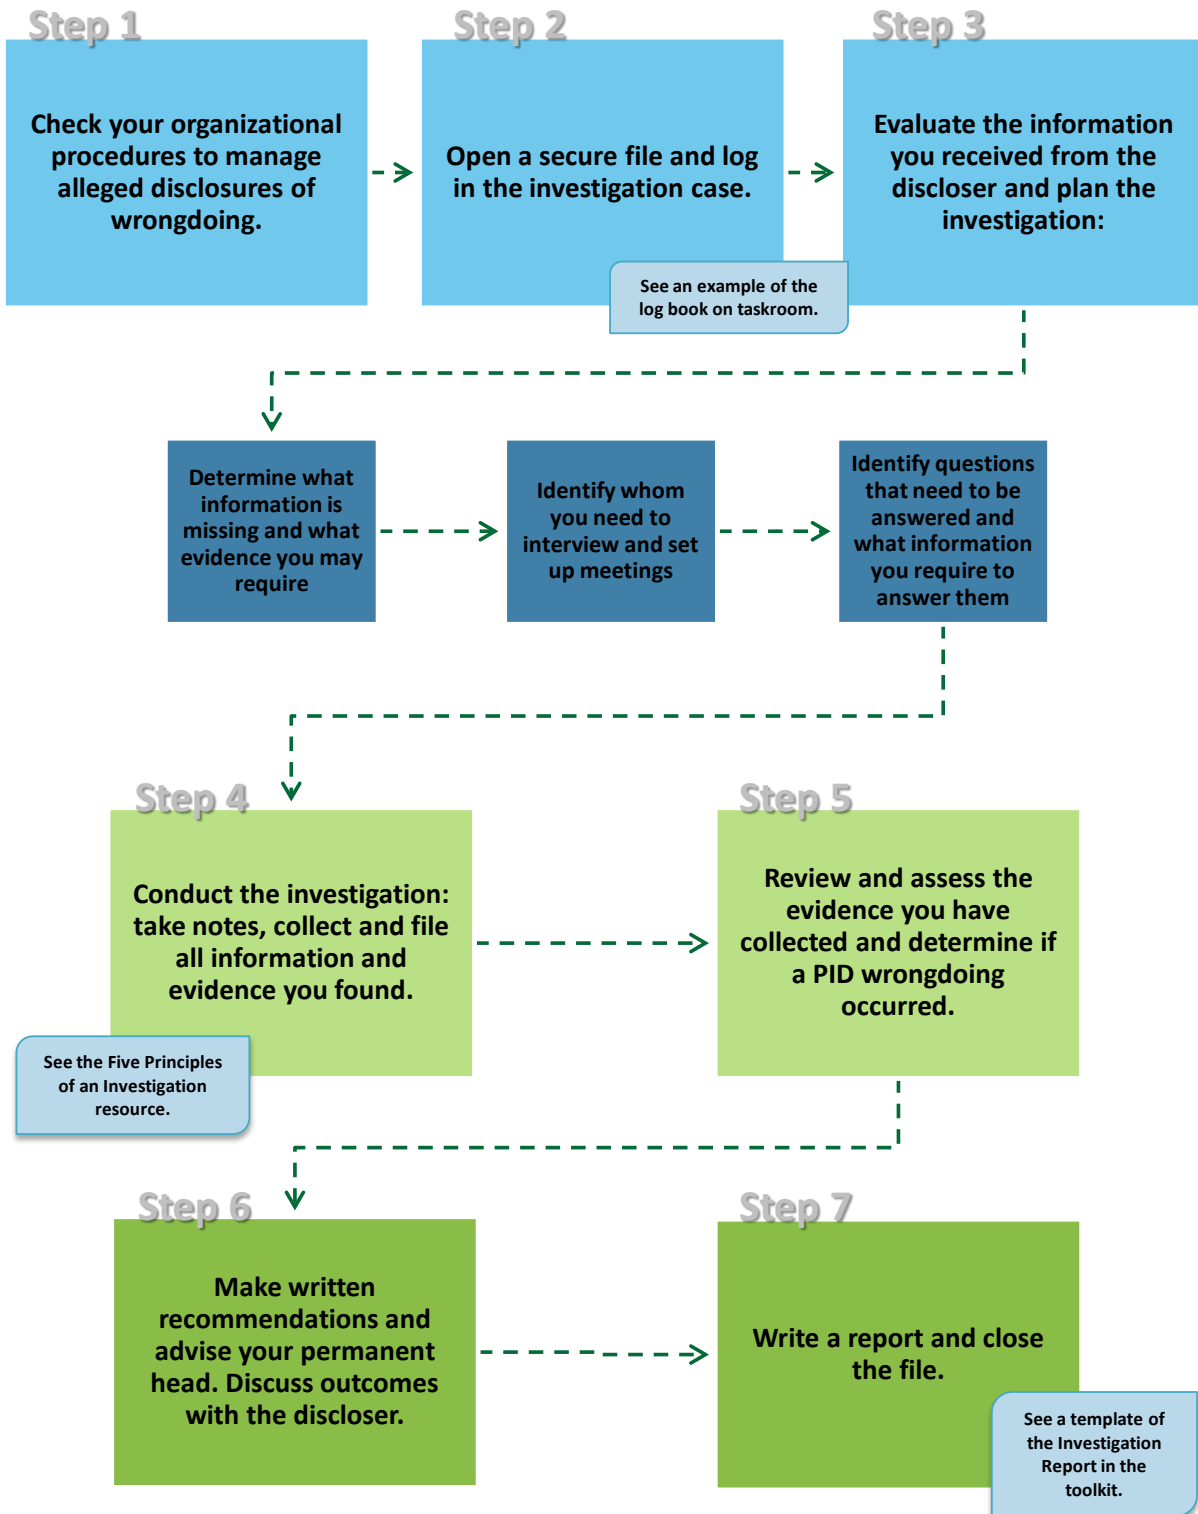 Step 1
Check your organizational
procedures to manage
alleged disclosures of
wrongdoing.
Step 2
Open a secure file and log
in the investigation case.
See an example of the
log book on taskroom.
Step 3
Evaluate the information
you received from the
discloser and plan the
investigation:
Determine what
information is
missing and what
evidence you may
require
Identify whom
you need to
interview and set
up meetings
Identify questions
that need to be
answered and
what information
you require to
answer them
Step 4
Conduct the investigation:
take notes, collect and file
all information and
evidence you found.
See the Five Principles
of an Investigation
resource.
Step 5
Review and assess the
evidence you have
collected and determine if
a PID wrongdoing
occurred.
Step 6
Make written
recommendations and
advise your permanent
head. Discuss outcomes
with the discloser.
Step 7
Write a report and close
the file.
See a template of
the Investigation
Report in the
toolkit.